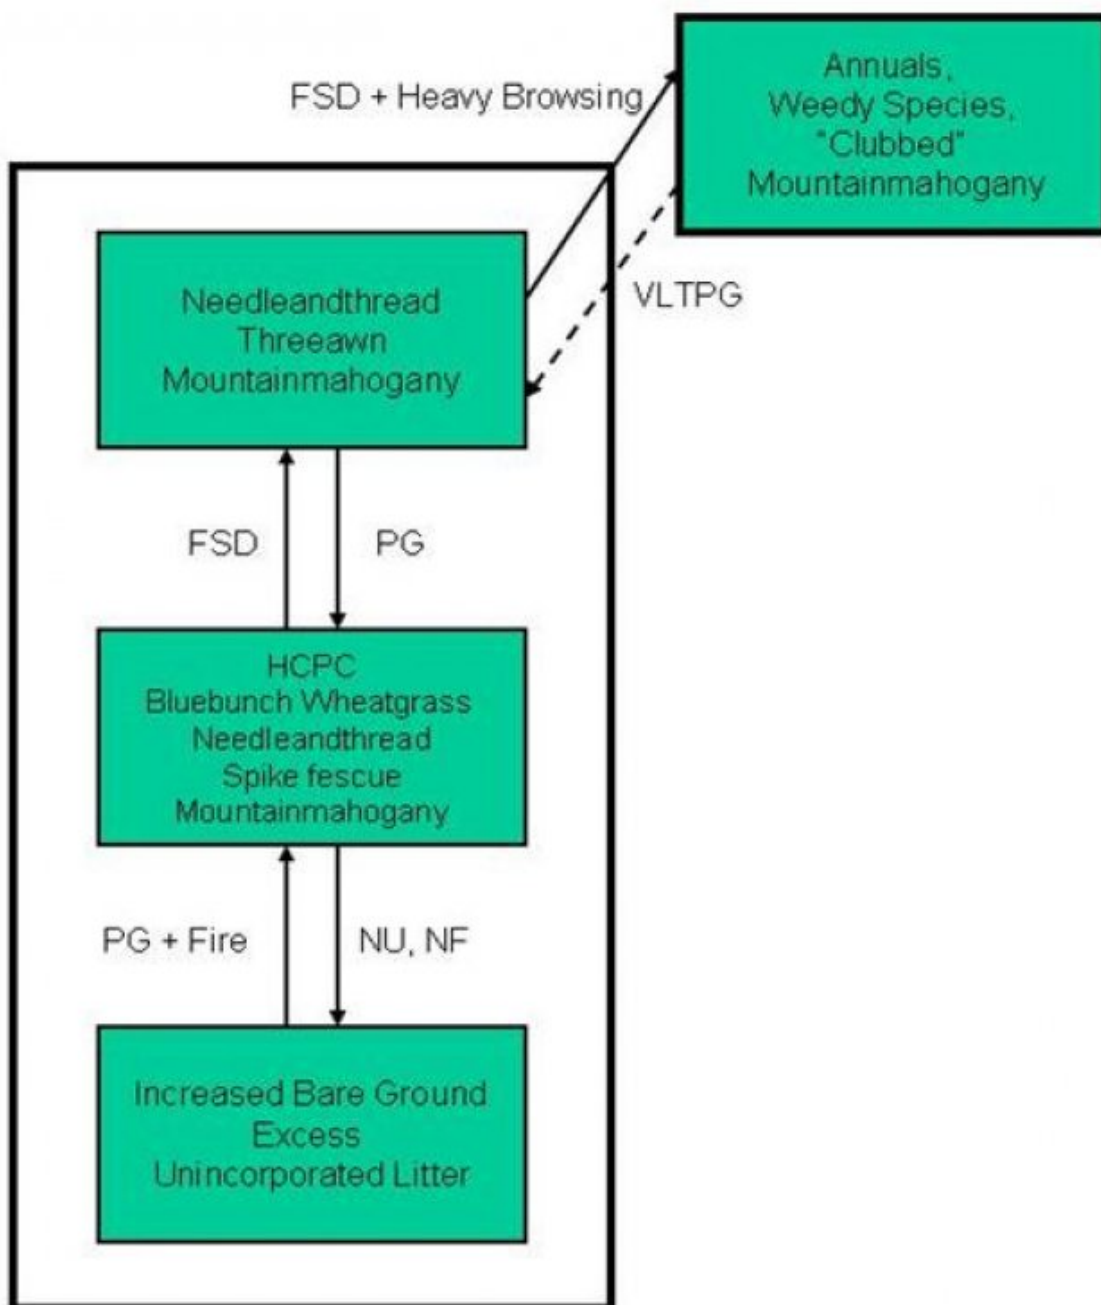 FSD + Heavy Browsing
Annuals,
Weedy Species,
"Clubbed"
Mountainmahogany
VLTPG
Needleandthread
Threeawn
Mountainmahogany
FSD
PG
HCPC
Bluebunch Wheatgrass
Needleandthread
Spike fescue
Mountainmahogany
PG + Fire
NU, NF
Increased Bare Ground
Excess
Unincorporated Litter